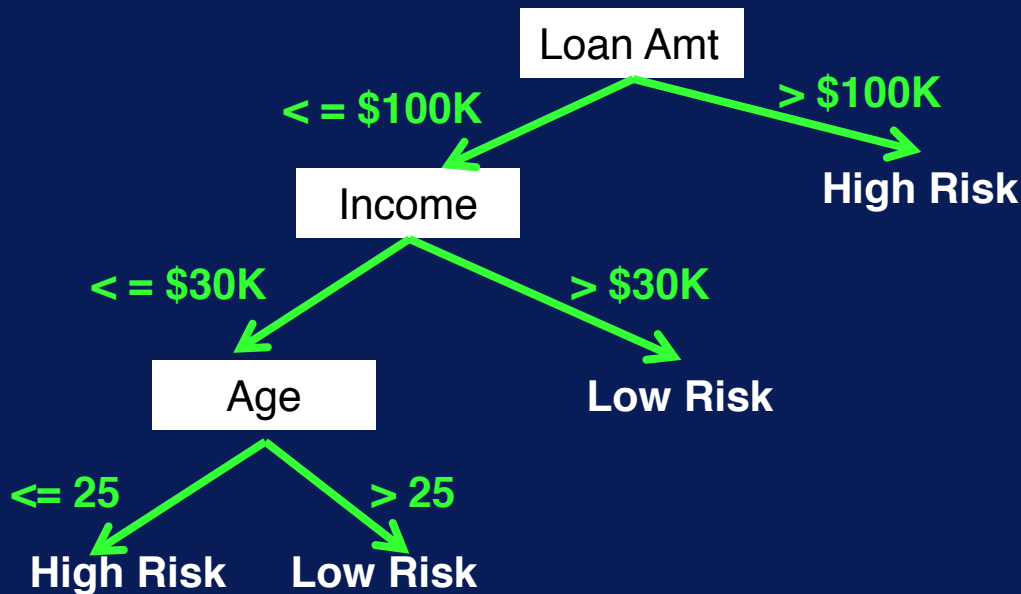 Loan Amt
< = $100K
> $100K
High Risk
Income
< = $30K
> $30K
Age
Low Risk
<= 25
> 25
High Risk
Low Risk